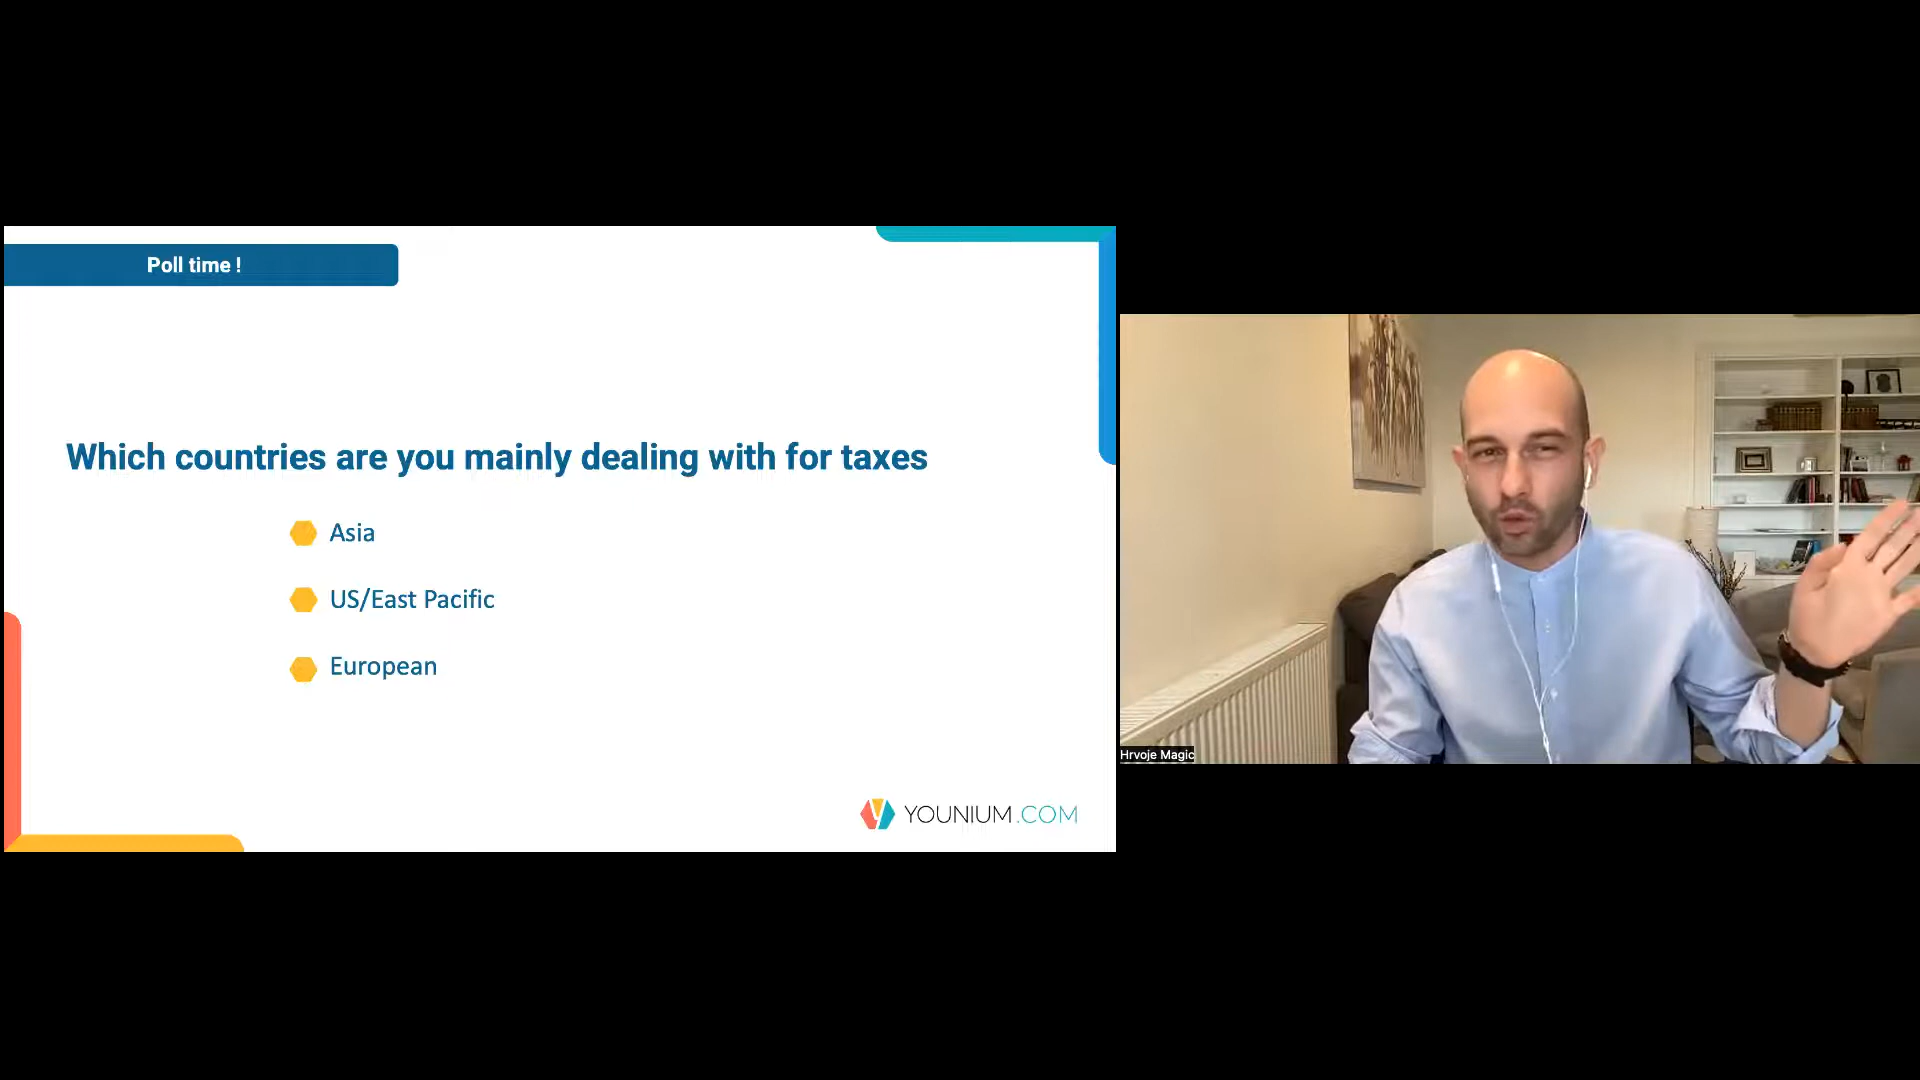 Poll time !
Which countries are you mainly dealing with for taxes
Asia
US/East Pacific
European
YOUNIUM.COM
Hrvoje Magic